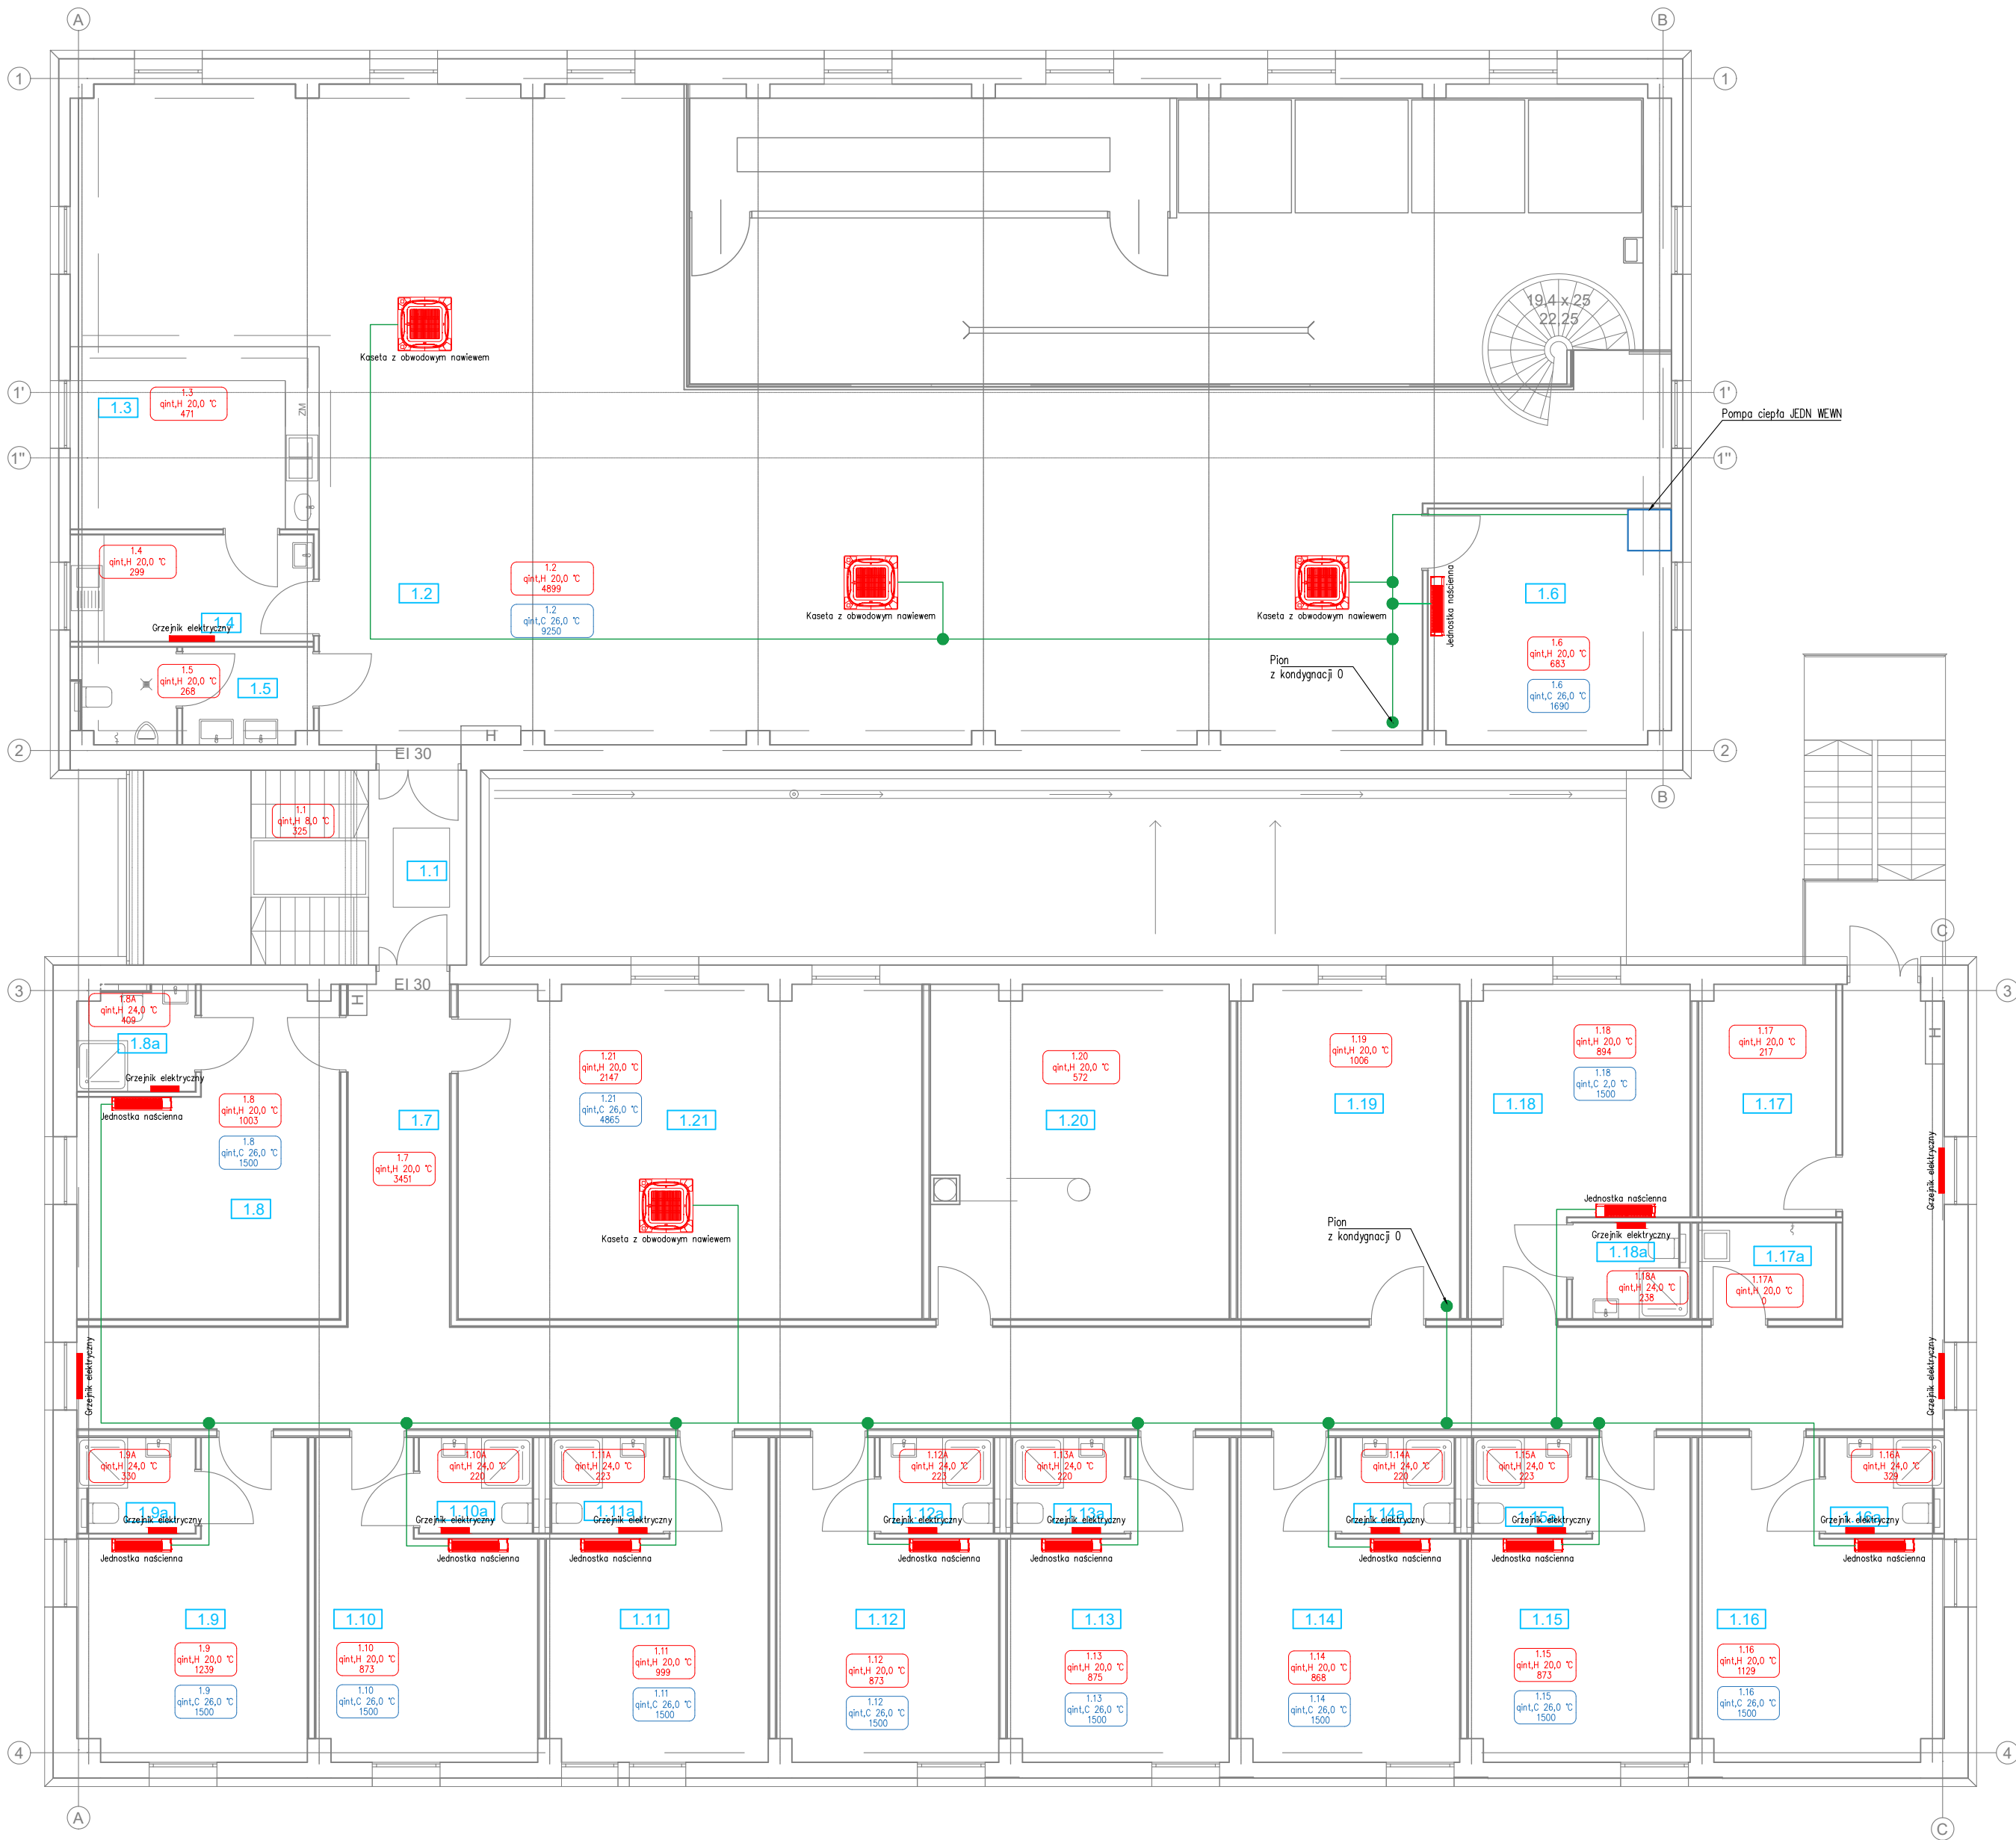 A
B
1
1
19,4 x 25
22,25
Kaseta z obwodowym nawiewem
1'
1'
1.3
1.3
qint,H 20,0 °C
471
ZM
Pompa ciepła JEDN WEWN
1"
1"
1.4
qint,H 20,0 °C
299
1.4
Grzejnik elektryczny
1.2
1.2
qint,H 20,0 °C
4899
1.2
qint,C 26,0 °C
9250
Kaseta z obwodowym nawiewem
Kaseta z obwodowym nawiewem
Jednostka naścienna
1.6
1.6
qint,H 20,0 °C
683
1.6
qint,C 26,0 °C
1690
1.5
qint,H 20,0 °C
268
1.5
Pion
z kondygnacji 0
H
2
EI 30
2
B
1.1
qint,H 8,0 °C
325
1.1
C
3
EI 30
3
H
H
1.8A
qint,H 24,0 °C
409
1.8a
Grzejnik elektryczny
Jednostka naścienna
1.8
qint,H 20,0 °C
1003
1.8
qint,C 26,0 °C
1500
1.8
1.7
1.7
qint,H 20,0 °C
3451
1.21
qint,H 20,0 °C
2147
1.21
qint,C 26,0 °C
4865
1.21
Kaseta z obwodowym nawiewem
1.20
qint,H 20,0 °C
572
1.20
1.19
qint,H 20,0 °C
1006
1.19
1.18
qint,H 20,0 °C
894
1.18
qint,C 2,0 °C
1500
1.18
1.17
qint,H 20,0 °C
217
1.17
Grzejnik elektryczny
Jednostka naścienna
Grzejnik elektryczny
1.18a
1.18A
qint,H 24,0 °C
238
1.17a
1.17A
qint,H 20,0 °C
0
Pion
z kondygnacji 0
Grzejnik elektryczny
Grzejnik elektryczny
1.9A
qint,H 24,0 °C
330
1.10A
qint,H 24,0 °C
220
1.11A
qint,H 24,0 °C
223
1.12A
qint,H 24,0 °C
223
1.13A
qint,H 24,0 °C
220
1.14A
qint,H 24,0 °C
220
1.15A
qint,H 24,0 °C
223
1.16A
qint,H 24,0 °C
329
1.9a
1.10a
1.11a
1.12a
1.13a
1.14a
1.15a
1.16a
Grzejnik elektryczny
Grzejnik elektryczny
Grzejnik elektryczny
Grzejnik elektryczny
Grzejnik elektryczny
Grzejnik elektryczny
Grzejnik elektryczny
Grzejnik elektryczny
Jednostka naścienna
Jednostka naścienna
Jednostka naścienna
Jednostka naścienna
Jednostka naścienna
Jednostka naścienna
Jednostka naścienna
Jednostka naścienna
1.9
1.10
1.11
1.12
1.13
1.14
1.15
1.16
1.9
qint,H 20,0 °C
1239
1.9
qint,C 26,0 °C
1500
1.10
qint,H 20,0 °C
873
1.10
qint,C 26,0 °C
1500
1.11
qint,H 20,0 °C
999
1.11
qint,C 26,0 °C
1500
1.12
qint,H 20,0 °C
873
1.12
qint,C 26,0 °C
1500
1.13
qint,H 20,0 °C
875
1.13
qint,C 26,0 °C
1500
1.14
qint,H 20,0 °C
868
1.14
qint,C 26,0 °C
1500
1.15
qint,H 20,0 °C
873
1.15
qint,C 26,0 °C
1500
1.16
qint,H 20,0 °C
1129
1.16
qint,C 26,0 °C
1500
4
4
A
C